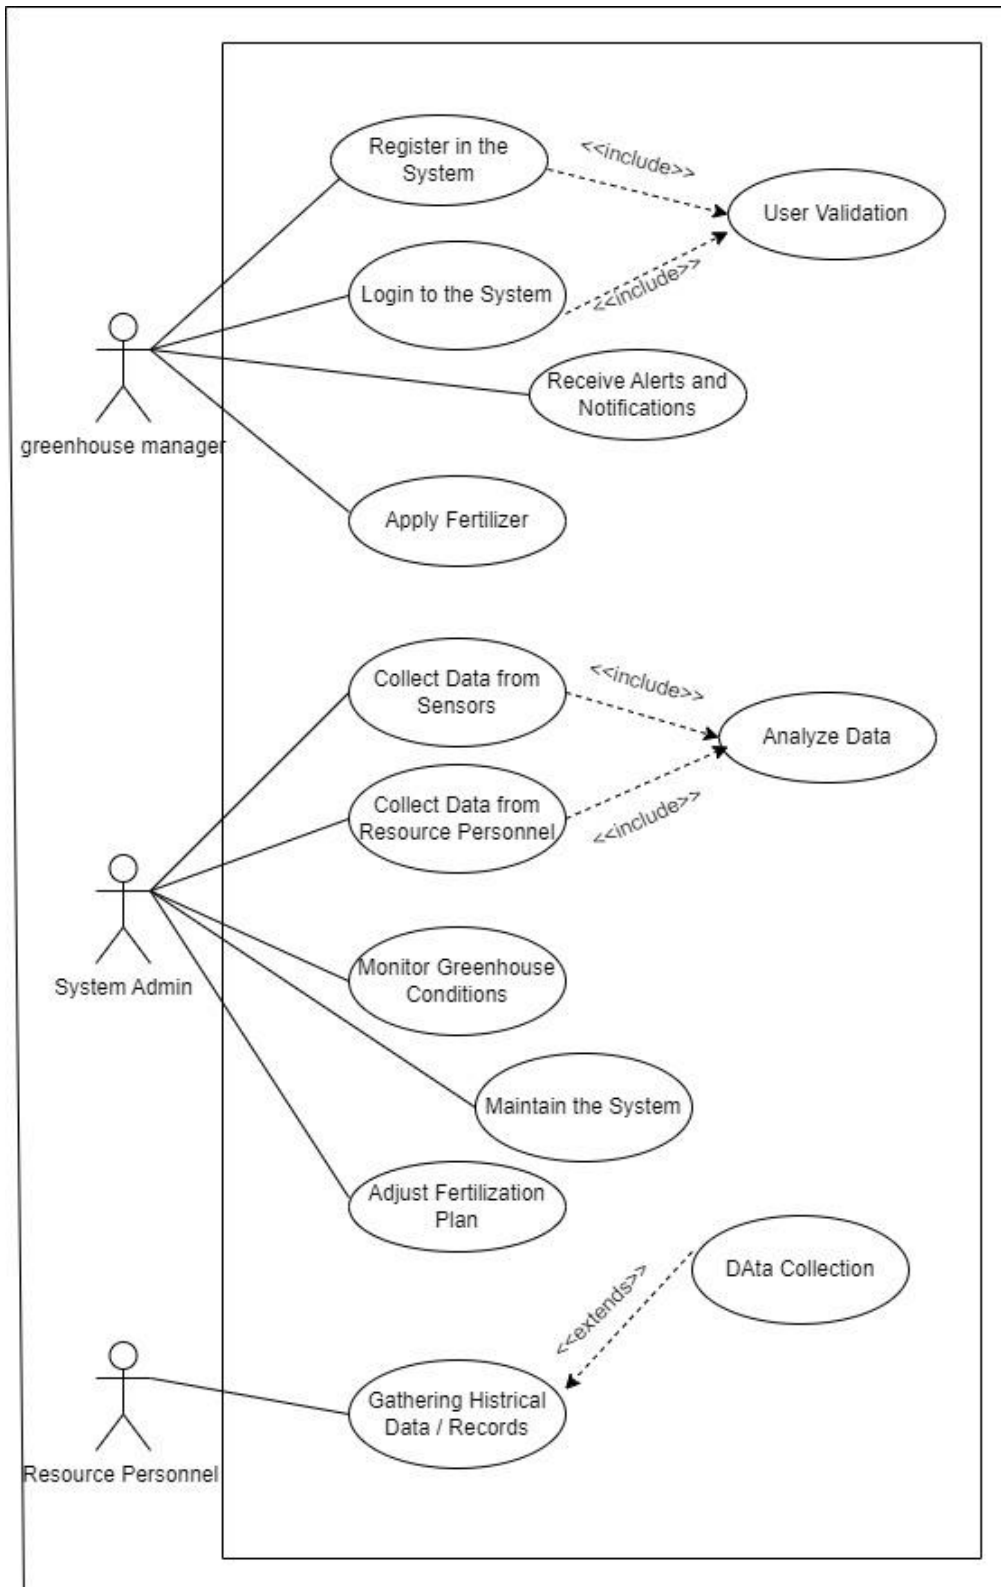 Register in the
System
<<include>>
User Validation
Login to the System
<<include>>
Receive Alerts and
Notifications
greenhouse manager
Apply Fertilizer
Collect Data from
Sensors
<<include>>
Analyze Data
Collect Data from
Resource Personnel
<<include>>
Monitor Greenhouse
Conditions
System Admin
Maintain the System
Adjust Fertilization
Plan
DAta Collection
<<extends>>
Gathering Histrical
Data / Records
Resource Personnel